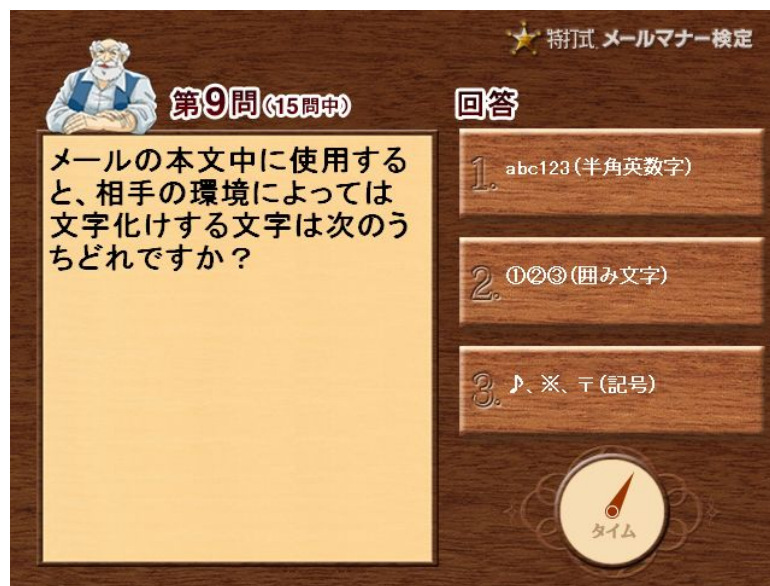 特打式 メールマナー検定
第9問(15問中)
メールの本文中に使用する
と、相手の環境によっては
文字化けする文字は次のう
ちどれですか？
回答
1. abc123(半角英数字)
2. ①②③(囲み文字)
3. ♪、※、〒(記号)
タイム